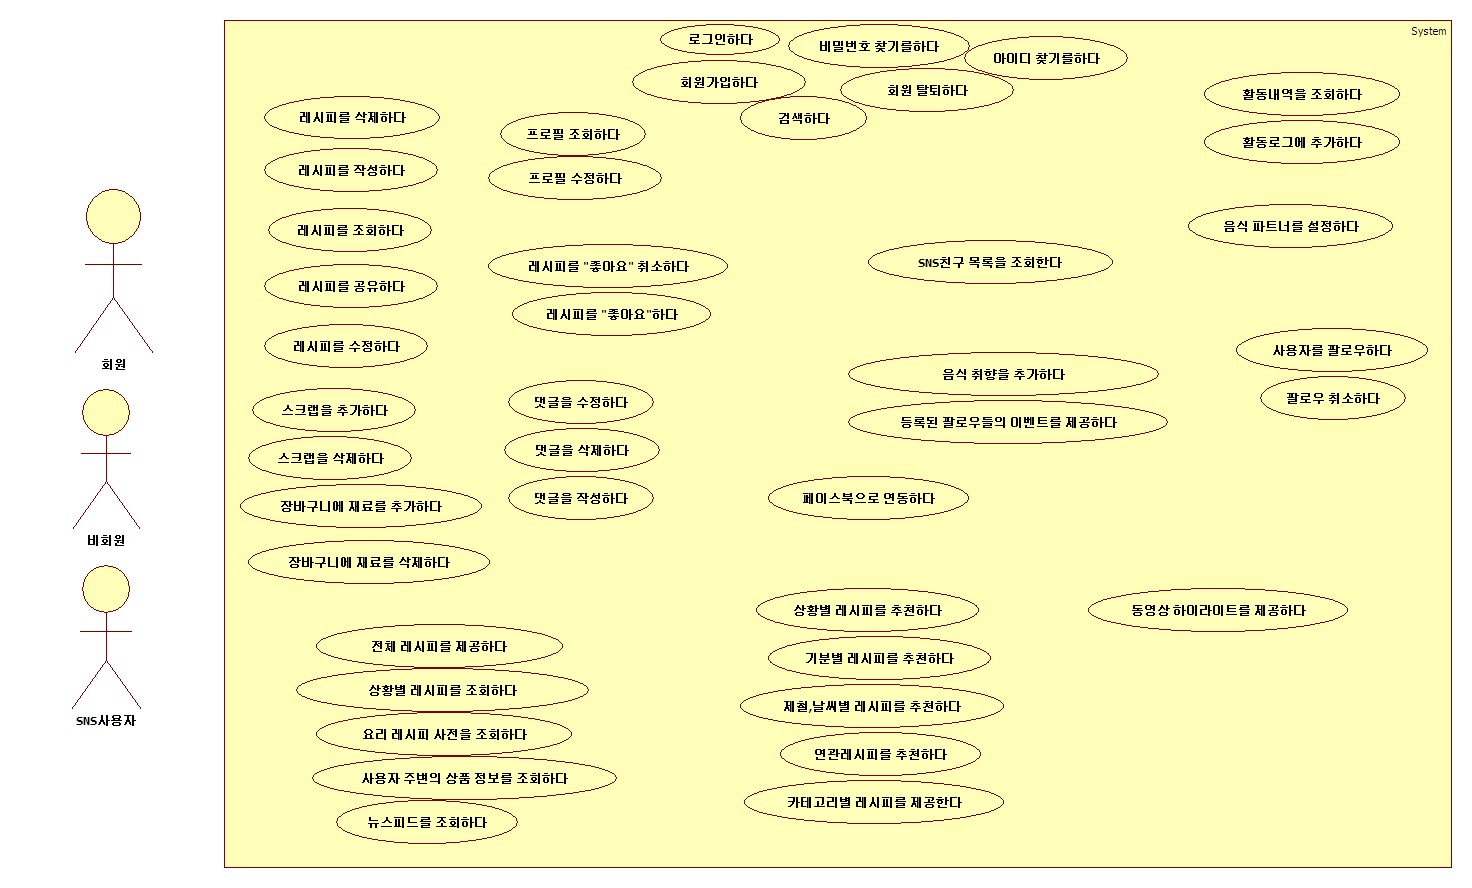 System
로그인하다
비밀번호 찾기를하다
아이디 찾기를하다
회원가입하다
회원 탈퇴하다
검색하다
활동내역을 조회하다
활동로그에 추가하다
레시피를 삭제하다
프로필 조회하다
레시피를 작성하다
프로필 수정하다
레시피를 조회하다
음식 파트너를 설정하다
레시피를 "좋아요" 취소하다
SNS친구 목록을 조회한다
레시피를 공유하다
레시피를 "좋아요"하다
레시피를 수정하다
사용자를 팔로우하다
회원
음식 취향을 추가하다
팔로우 취소하다
스크랩을 추가하다
댓글을 수정하다
등록된 팔로우들의 이벤트를 제공하다
스크랩을 삭제하다
댓글을 삭제하다
장바구니에 재료를 추가하다
댓글을 작성하다
페이스북으로 연동하다
비회원
장바구니에 재료를 삭제하다
상황별 레시피를 추천하다
동영상 하이라이트를 제공하다
전체 레시피를 제공하다
기분별 레시피를 추천하다
상황별 레시피를 조회하다
제철,날씨별 레시피를 추천하다
SNS사용자
요리 레시피 사전을 조회하다
연관레시피를 추천하다
사용자 주변의 상품 정보를 조회하다
카테고리별 레시피를 제공한다
뉴스피드를 조회하다